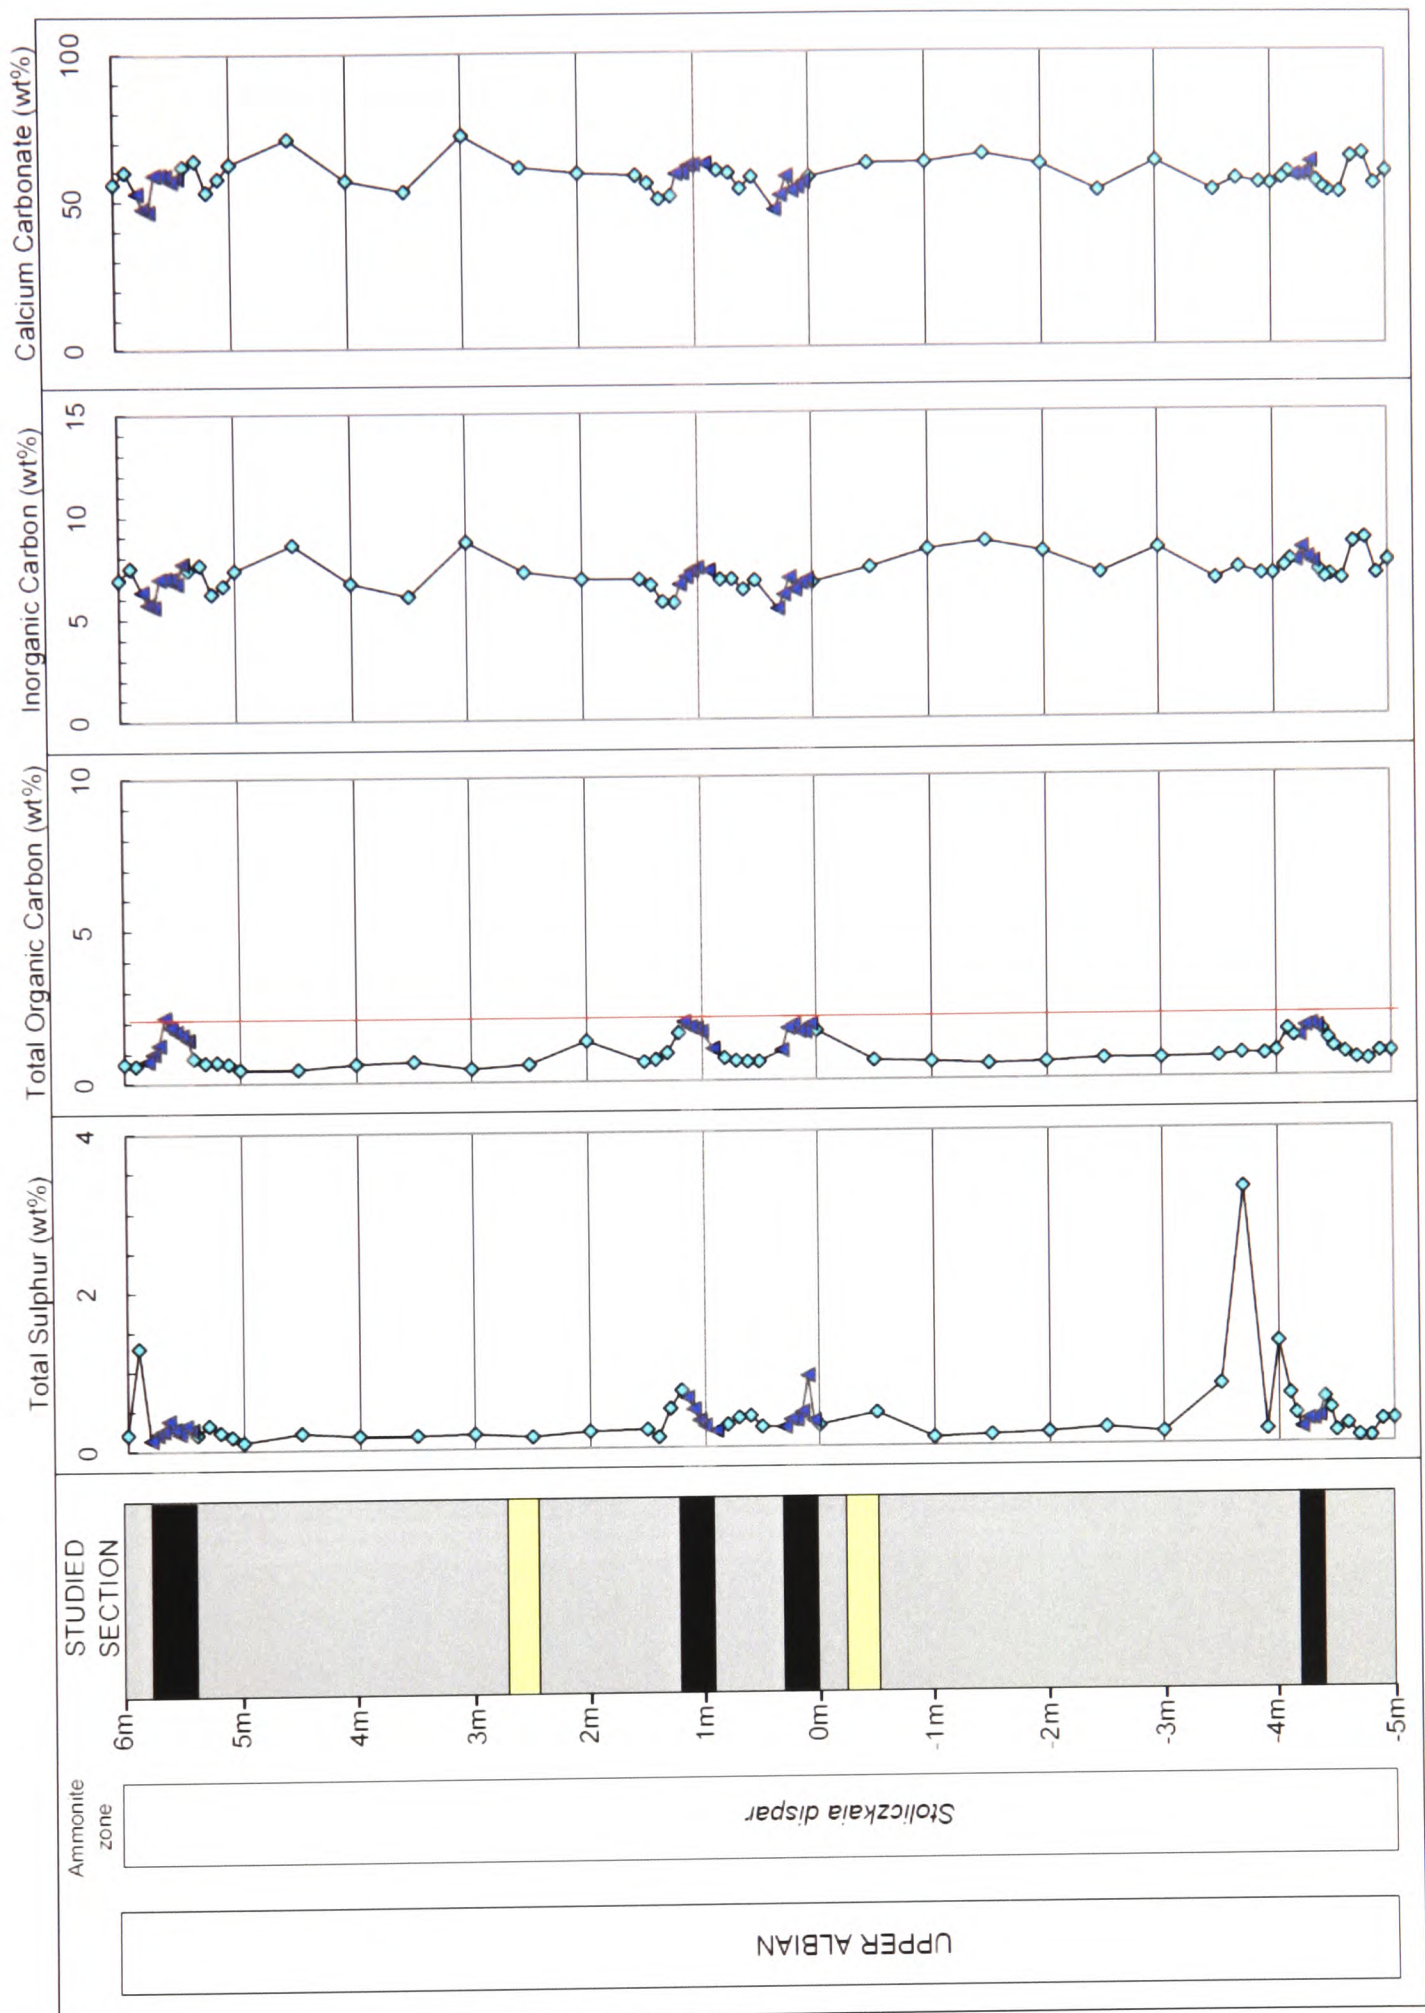 Calcium Carbonate (wt%)
0
50
100
Inorganic Carbon (wt%)
0
5
10
15
Total Organic Carbon (wt%)
0
5
10
Total Sulphur (wt%)
0
2
4
STUDIED
SECTION
6m
5m
4m
3m
2m
1m
0m
-1m
-2m
-3m
-4m
-5m
Ammonite
zone
Stoliczkaia dispar
UPPER ALBIAN